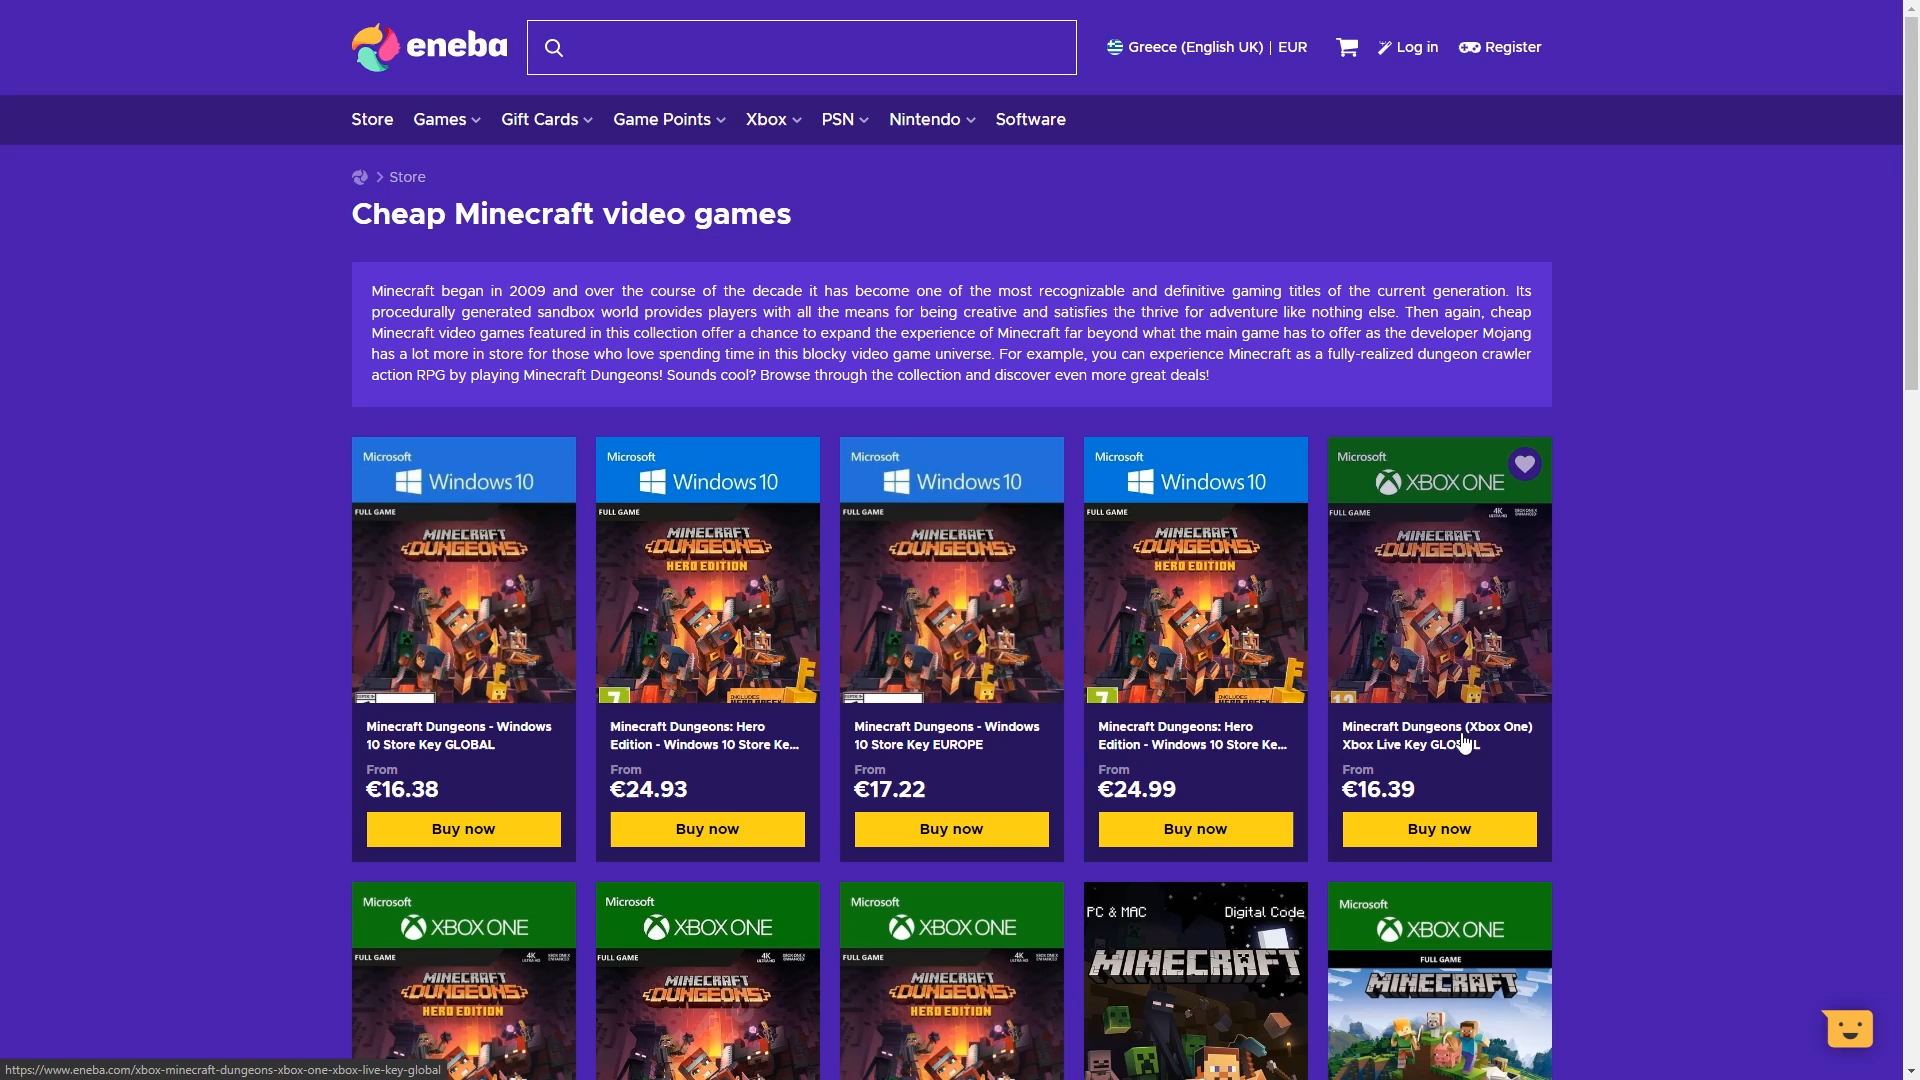 eneba
Greece (English UK) | EUR
Log in
Register
Store
Games
Gift Cards
Game Points
Xbox
PSN
Nintendo
Software
Store
Cheap Minecraft video games
Minecraft began in 2009 and over the course of the decade it has become one of the most recognizable and definitive gaming titles of the current generation. Its
procedurally generated sandbox world provides players with all the means for being creative and satisfies the thrive for adventure like nothing else. Then again, cheap
Minecraft video games featured in this collection offer a chance to expand the experience of Minecraft far beyond what the main game has to offer as the developer Mojang
has a lot more in store for those who love spending time in this blocky video game universe. For example, you can experience Minecraft as a fully-realized dungeon crawler
action RPG by playing Minecraft Dungeons! Sounds cool? Browse through the collection and discover even more great deals!
Microsoft
Windows 10
FULL GAME
MINECRAFT
DUNGEONS
Minecraft Dungeons - Windows
10 Store Key GLOBAL
From
€16.38
Buy now
Microsoft
Windows 10
FULL GAME
MINECRAFT
DUNGEONS
HERO EDITION
7
INCLUDES
Minecraft Dungeons: Hero
Edition - Windows 10 Store Ke...
From
€24.93
Buy now
Microsoft
Windows 10
FULL GAME
MINECRAFT
DUNGEONS
Minecraft Dungeons - Windows
10 Store Key EUROPE
From
€17.22
Buy now
Microsoft
Windows 10
FULL GAME
MINECRAFT
DUNGEONS
HERO EDITION
7
INCLUDES
Minecraft Dungeons: Hero
Edition - Windows 10 Store Ke...
From
€24.99
Buy now
Microsoft
XBOX ONE
FULL GAME
4K
MINECRAFT
DUNGEONS
12
Minecraft Dungeons (Xbox One)
Xbox Live Key
From
€16.39
Buy now
Microsoft
XBOX ONE
FULL GAME
4K
MINECRAFT
DUNGEONS
HERO EDITION
Microsoft
XBOX ONE
FULL GAME
4K
MINECRAFT
DUNGEONS
Microsoft
XBOX ONE
FULL GAME
4K
MINECRAFT
DUNGEONS
HERO EDITION
PC & MAC
Digital Code
MINECRAFT
Microsoft
XBOX ONE
FULL GAME
MINECRAFT
https://www.eneba.com/xbox-minecraft-dungeons-xbox-one-xbox-live-key-global